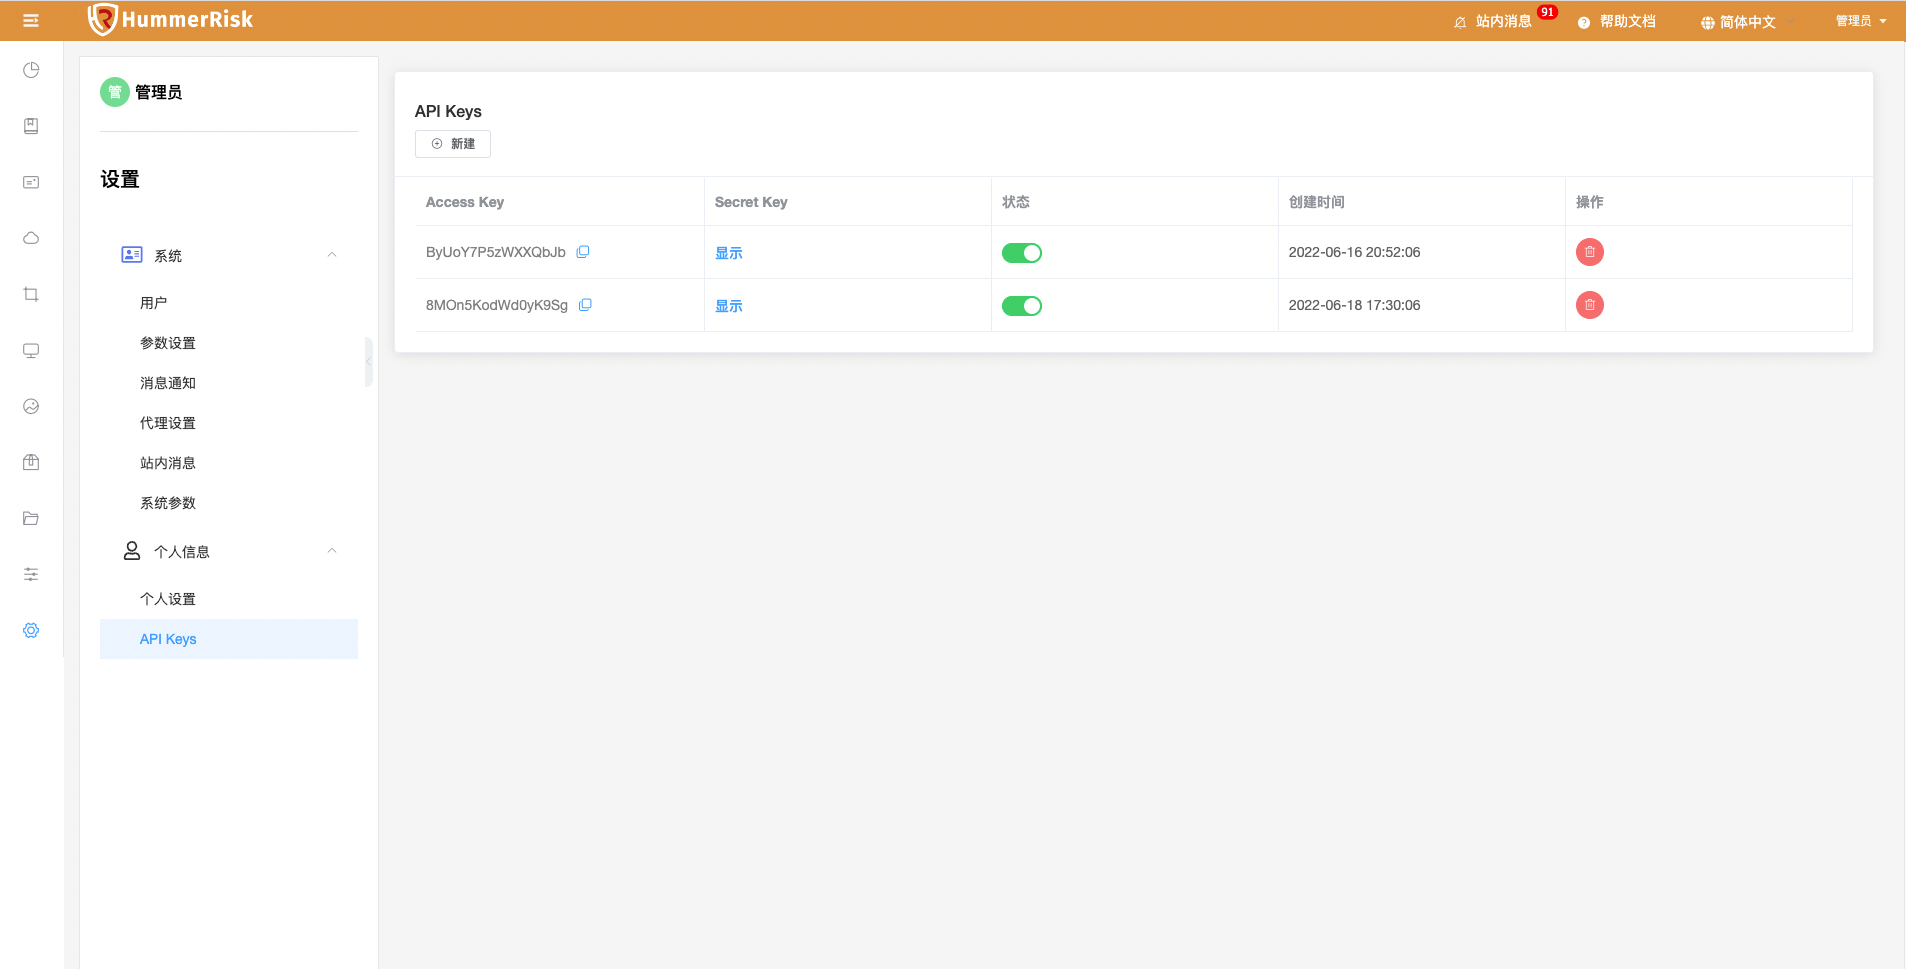 HummerRisk
站内消息 91 帮助文档 简体中文 管理员
管 管理员
设置
系统
用户
参数设置
消息通知
代理设置
站内消息
系统参数
个人信息
个人设置
API Keys
API Keys
新建
Access Key Secret Key 状态 创建时间 操作
ByUoY7P5zWXXQbJb 显示 2022-06-16 20:52:06
8MOn5KodWd0yK9Sg 显示 2022-06-18 17:30:06